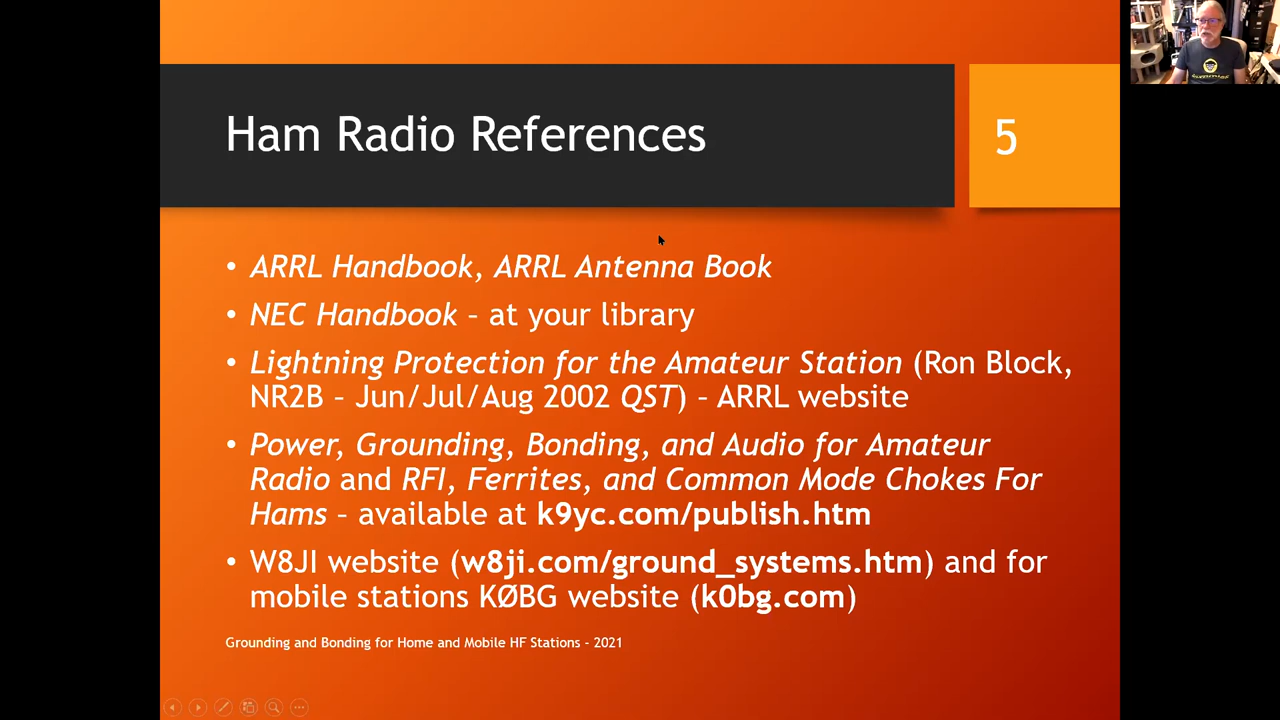 Ham Radio References
5
• ARRL Handbook, ARRL Antenna Book
• NEC Handbook – at your library
• Lightning Protection for the Amateur Station (Ron Block,
NR2B – Jun/Jul/Aug 2002 QST) – ARRL website
• Power, Grounding, Bonding, and Audio for Amateur
Radio and RFI, Ferrites, and Common Mode Chokes For
Hams – available at k9yc.com/publish.htm
• W8JI website (w8ji.com/ground_systems.htm) and for
mobile stations KØBG website (k0bg.com)
Grounding and Bonding for Home and Mobile HF Stations - 2021